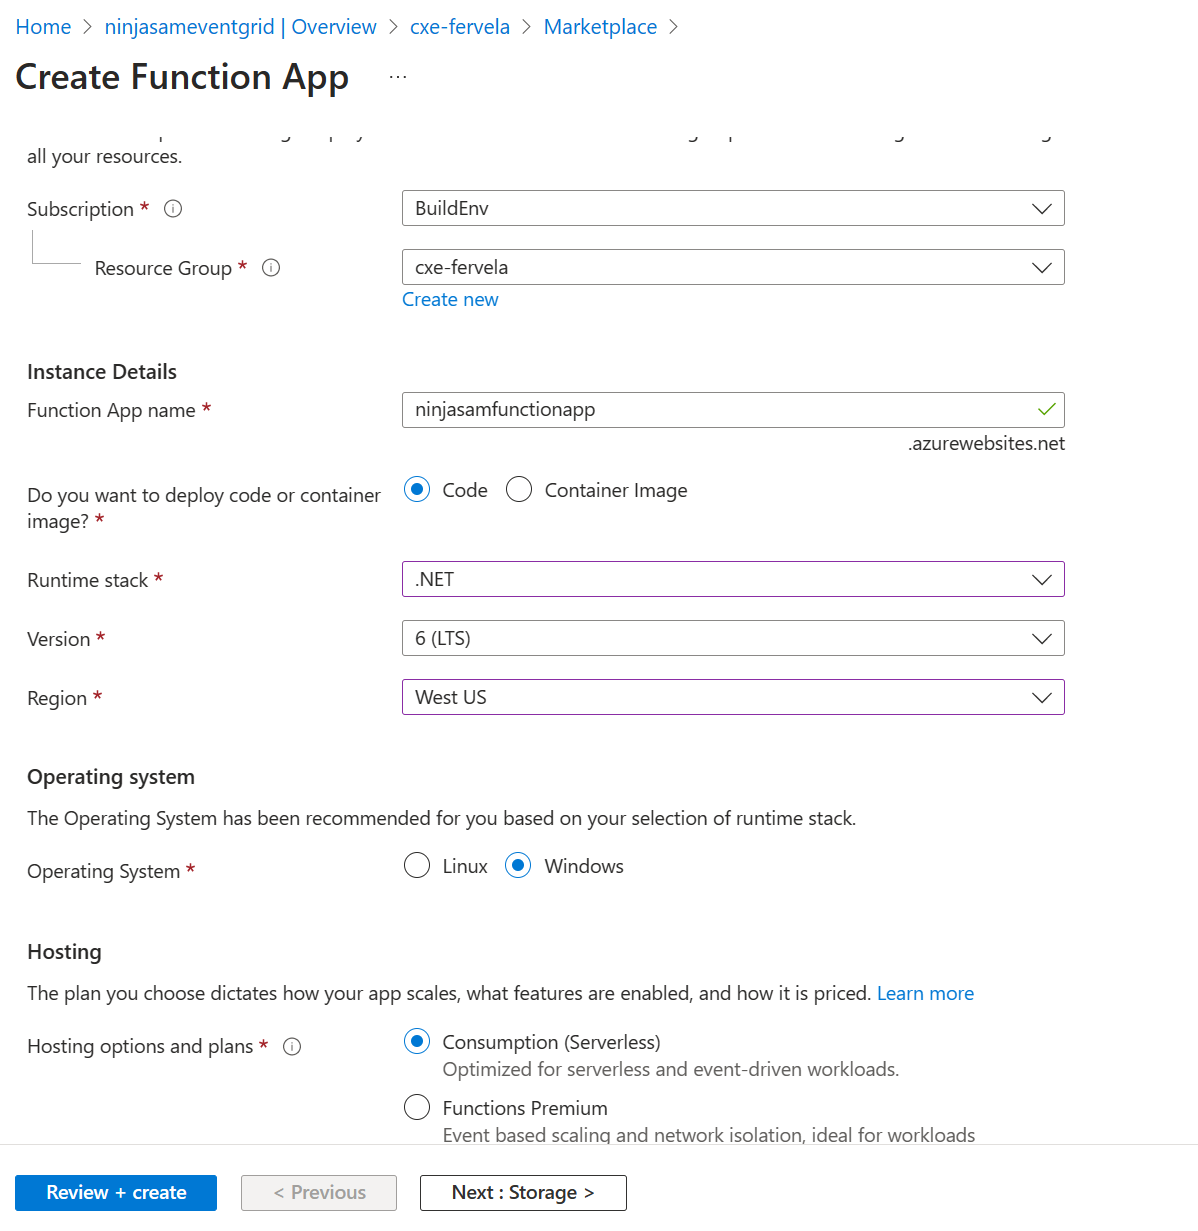 Home > ninjasameventgrid | Overview > cxe-fervela > Marketplace >
Create Function App ...
all your resources.
Subscription *
BuildEnv
Resource Group *
cxe-fervela
Create new
Instance Details
Function App name *
ninjasamfunctionapp
.azurewebsites.net
Do you want to deploy code or container
image? *
Code Container Image
Runtime stack *
.NET
Version *
6 (LTS)
Region *
West US
Operating system
The Operating System has been recommended for you based on your selection of runtime stack.
Operating System *
Linux Windows
Hosting
The plan you choose dictates how your app scales, what features are enabled, and how it is priced. Learn more
Hosting options and plans *
Consumption (Serverless)
Optimized for serverless and event-driven workloads.
Functions Premium
Event based scaling and network isolation, ideal for workloads
Review + create
< Previous
Next : Storage >